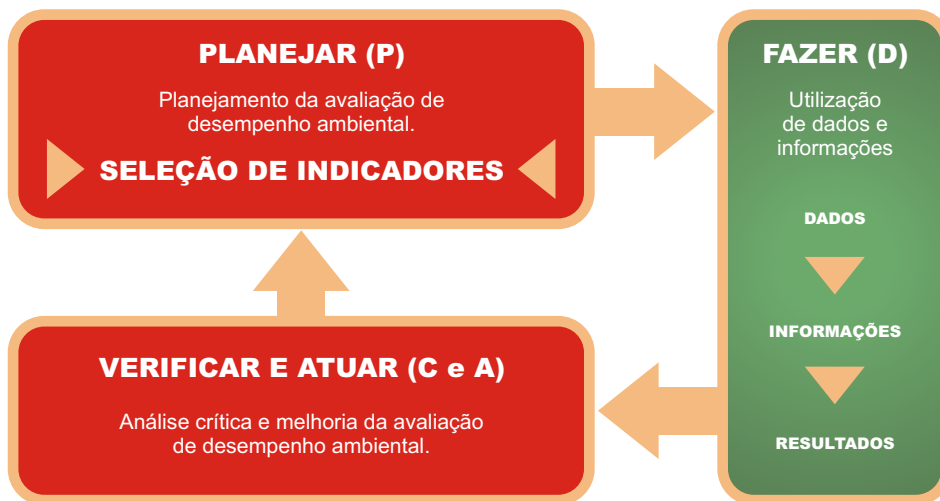 PLANEJAR (P)
Planejamento da avaliação de
desempenho ambiental.
SELEÇÃO DE INDICADORES
FAZER (D)
Utilização
de dados e
informações
DADOS
INFORMAÇÕES
RESULTADOS
VERIFICAR E ATUAR (C e A)
Análise crítica e melhoria da avaliação
de desempenho ambiental.